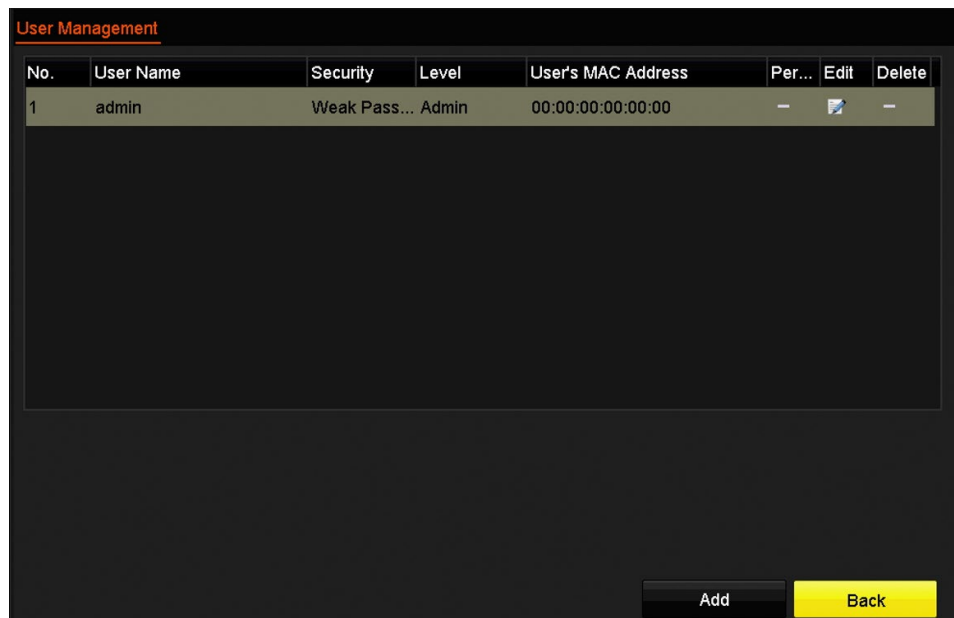 User Management
No. User Name Security Level User's MAC Address Per... Edit Delete
1 admin Weak Pass... Admin 00:00:00:00:00:00 – –
Add Back